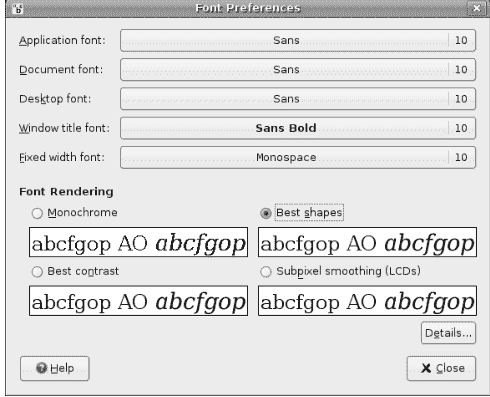 Font Preferences
Application font: Sans 10
Document font: Sans 10
Desktop font: Sans 10
Window title font: Sans Bold 10
Fixed width font: Monospace 10
Font Rendering
Monochrome Best shapes
abcfgop AO abcfgop abcfgop AO abcfgop
Best contrast Subpixel smoothing (LCDs)
abcfgop AO abcfgop abcfgop AO abcfgop
Details...
Help Close